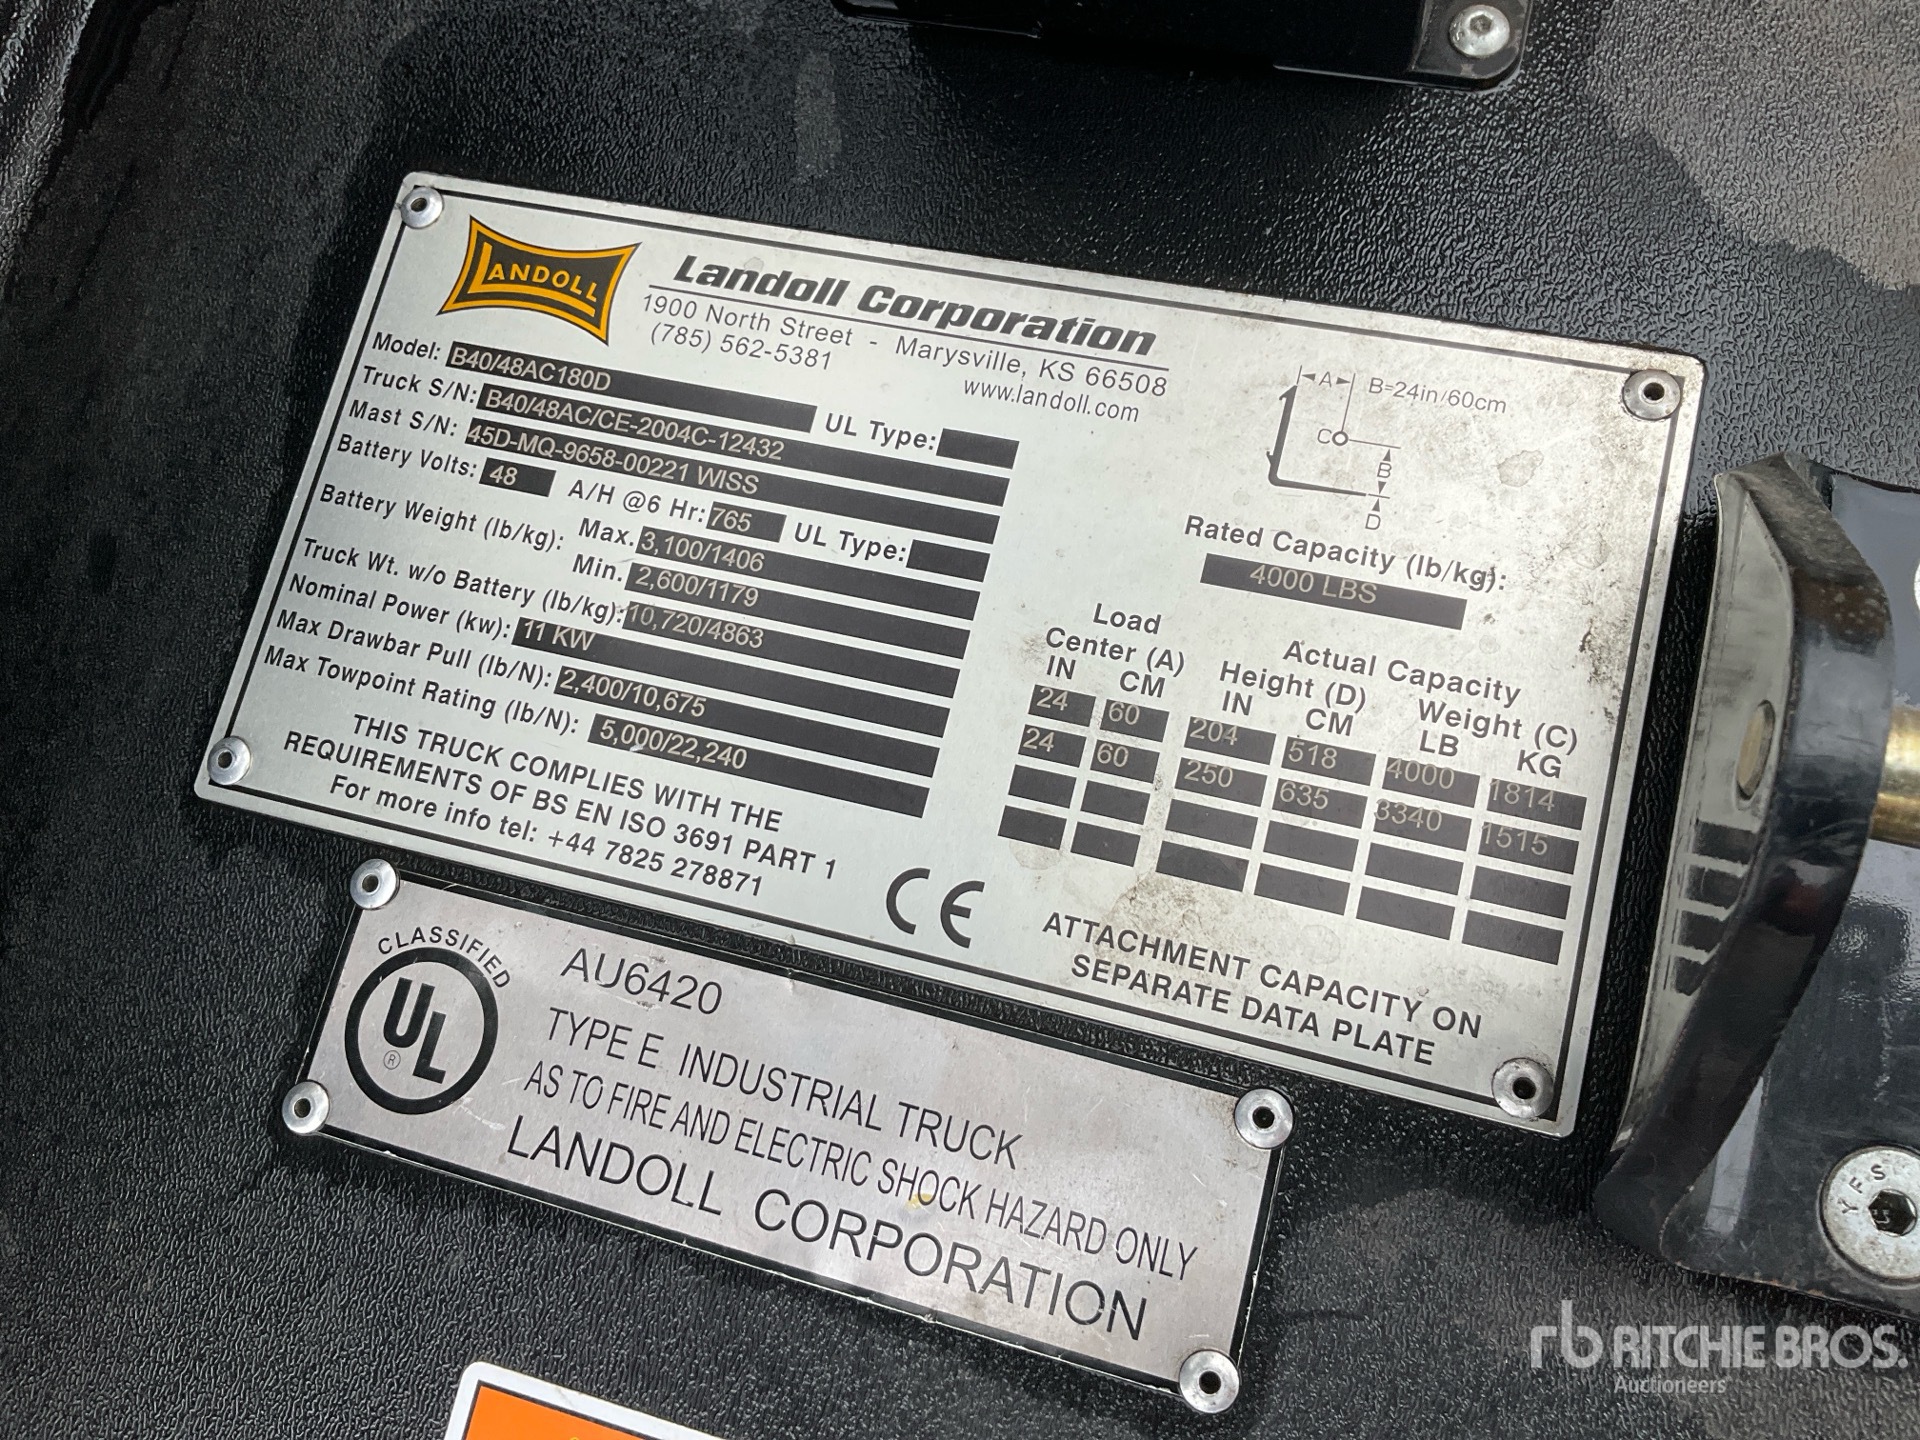 LANDOLL
Landoll Corporation
1900 North Street - Marysville, KS 66508
(785) 562-5381 www.landoll.com
Model: B40/48AC180D UL Type:
Truck S/N: B40/48AC/CE-2004C-12432
Mast S/N: 45D-MQ-9658-00221 WISS
Battery Volts: 48 A/H @6 Hr: 765 UL Type:
Battery Weight (lb/kg): Max. 3,100/1406
Min. 2,600/1179
Truck Wt. w/o Battery (lb/kg): 10,720/4863
Nominal Power (kw): 11 KW
Max Drawbar Pull (lb/N): 2,400/10,675
Max Towpoint Rating (lb/N): 5,000/22,240
THIS TRUCK COMPLIES WITH THE
REQUIREMENTS OF BS EN ISO 3691 PART 1
For more info tel: +44 7825 278871
CE
A B=24in/60cm
C
B
D
Rated Capacity (lb/kg):
4000 LBS
Load Actual Capacity
Center (A) Height (D) Weight (C)
IN CM IN CM LB KG
24 60 204 518 4000 1814
24 60 250 635 3340 1515
ATTACHMENT CAPACITY ON
SEPARATE DATA PLATE
CLASSIFIED
UL
®
AU6420
TYPE E INDUSTRIAL TRUCK
AS TO FIRE AND ELECTRIC SHOCK HAZARD ONLY
LANDOLL CORPORATION
YFS
rb RITCHIE BROS.
Auctioneers